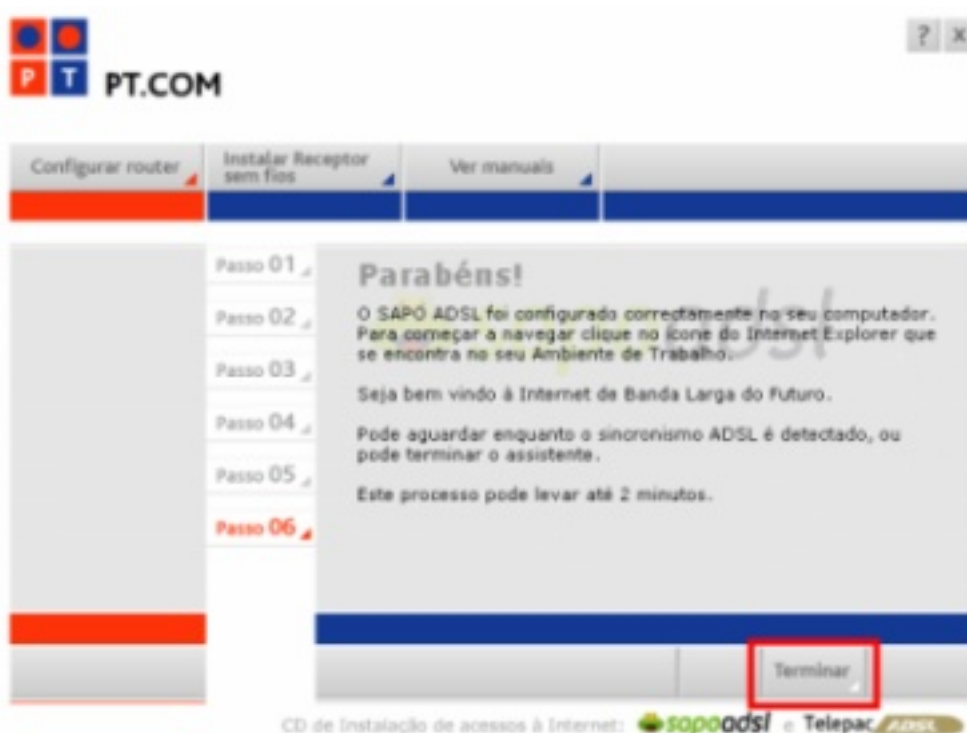 ? x
P T PT.COM
Configurar router
Instalar Receptor
sem fios
Ver manuais
Passo 01
Passo 02
Passo 03
Passo 04
Passo 05
Passo 06
Parabéns!
adsl
O SAPO ADSL foi configurado correctamente no seu computador.
Para começar a navegar clique no ícone do Internet Explorer que
se encontra no seu Ambiente de Trabalho.
Seja bem vindo à Internet de Banda Larga do Futuro.
Pode aguardar enquanto o sincronismo ADSL é detectado, ou
pode terminar o assistente.
Este processo pode levar até 2 minutos.
Terminar
CD de Instalação de acessos à Internet: sapoadsl e Telepac ADSL